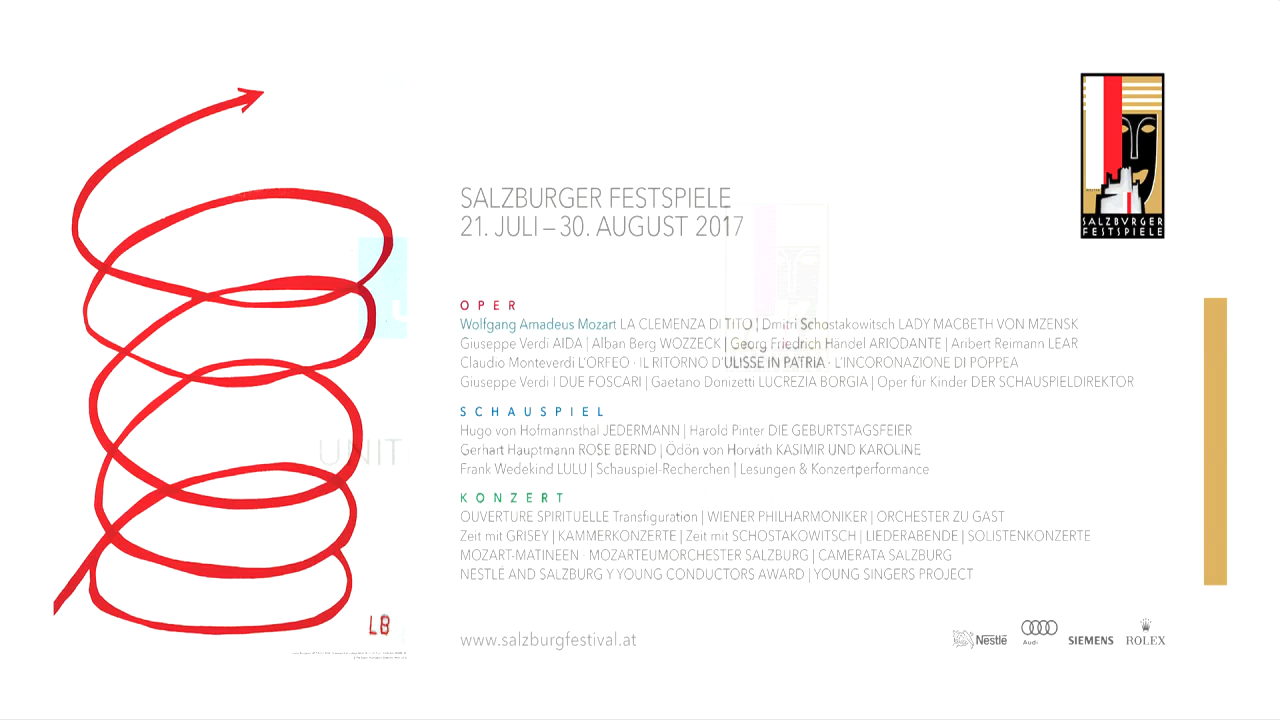 SALZBURGER FESTSPIELE
21. JULI – 30. AUGUST 2017
SALZBVRGER
FESTSPIELE
OPER
Wolfgang Amadeus Mozart LA CLEMENZA DI TITO | Dmitri Schostakowitsch LADY MACBETH VON MZENSK
Giuseppe Verdi AIDA | Alban Berg WOZZECK | Georg Friedrich Händel ARIODANTE | Aribert Reimann LEAR
Claudio Monteverdi L'ORFEO · IL RITORNO D'ULISSE IN PATRIA · L'INCORONAZIONE DI POPPEA
Giuseppe Verdi I DUE FOSCARI | Gaetano Donizetti LUCREZIA BORGIA | Oper für Kinder DER SCHAUSPIELDIREKTOR
SCHAUSPIEL
Hugo von Hofmannsthal JEDERMANN | Harold Pinter DIE GEBURTSTAGSFEIER
Gerhart Hauptmann ROSE BERND | Ödön von Horváth KASIMIR UND KAROLINE
Frank Wedekind LULU | Schauspiel-Recherchen | Lesungen & Konzertperformance
KONZERT
OUVERTURE SPIRITUELLE Transfiguration | WIENER PHILHARMONIKER | ORCHESTER ZU GAST
Zeit mit GRISEY | KAMMERKONZERTE | Zeit mit SCHOSTAKOWITSCH | LIEDERABENDE | SOLISTENKONZERTE
MOZART-MATINEEN · MOZARTEUMORCHESTER SALZBURG | CAMERATA SALZBURG
NESTLÉ AND SALZBURG Y YOUNG CONDUCTORS AWARD | YOUNG SINGERS PROJECT
UNIT
LB
www.salzburgfestival.at
Nestlé
Audi
SIEMENS
ROLEX